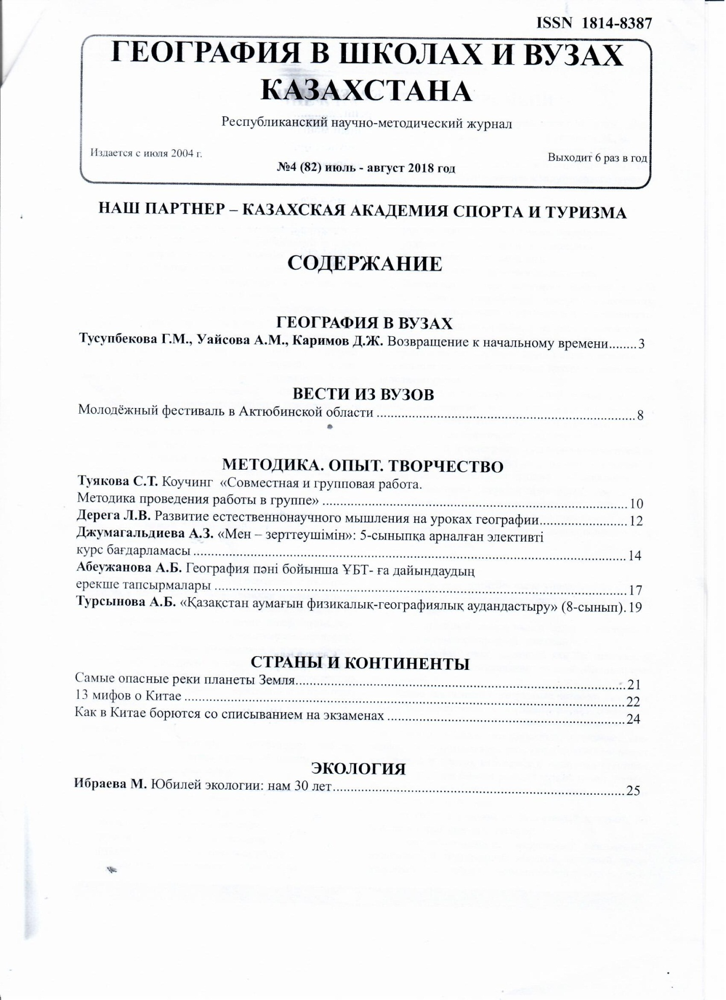 ISSN 1814-8387
ГЕОГРАФИЯ В ШКОЛАХ И ВУЗАХ
КАЗАХСТАНА
Республиканский научно-методический журнал
Издается с июля 2004 г.
Выходит 6 раз в год
№4 (82) июль - август 2018 год
НАШ ПАРТНЕР – КАЗАХСКАЯ АКАДЕМИЯ СПОРТА И ТУРИЗМА
СОДЕРЖАНИЕ
ГЕОГРАФИЯ В ВУЗАХ
Тусупбекова Г.М., Уайсова А.М., Каримов Д.Ж. Возвращение к начальному времени........3
ВЕСТИ ИЗ ВУЗОВ
Молодёжный фестиваль в Актюбинской области ........................................................................8
МЕТОДИКА. ОПЫТ. ТВОРЧЕСТВО
Туякова С.Т. Коучинг «Совместная и групповая работа.
Методика проведения работы в группе» ......................................................................................10
Дерега Л.В. Развитие естественнонаучного мышления на уроках географии.........................12
Джумагальдиева А.З. «Мен – зерттеушімін»: 5-сыныпқа арналған элективті
курс бағдарламасы ..........................................................................................................................14
Абеужанова А.Б. География пәні бойынша ҰБТ- ға дайындаудың
ерекше тапсырмалары ....................................................................................................................17
Турсынова А.Б. «Қазақстан аумағын физикалық-географиялық аудандастыру» (8-сынып). 19
СТРАНЫ И КОНТИНЕНТЫ
Самые опасные реки планеты Земля.............................................................................................21
13 мифов о Китае ............................................................................................................................22
Как в Китае борются со списыванием на экзаменах ...................................................................24
ЭКОЛОГИЯ
Ибраева М. Юбилей экологии: нам 30 лет...................................................................................25